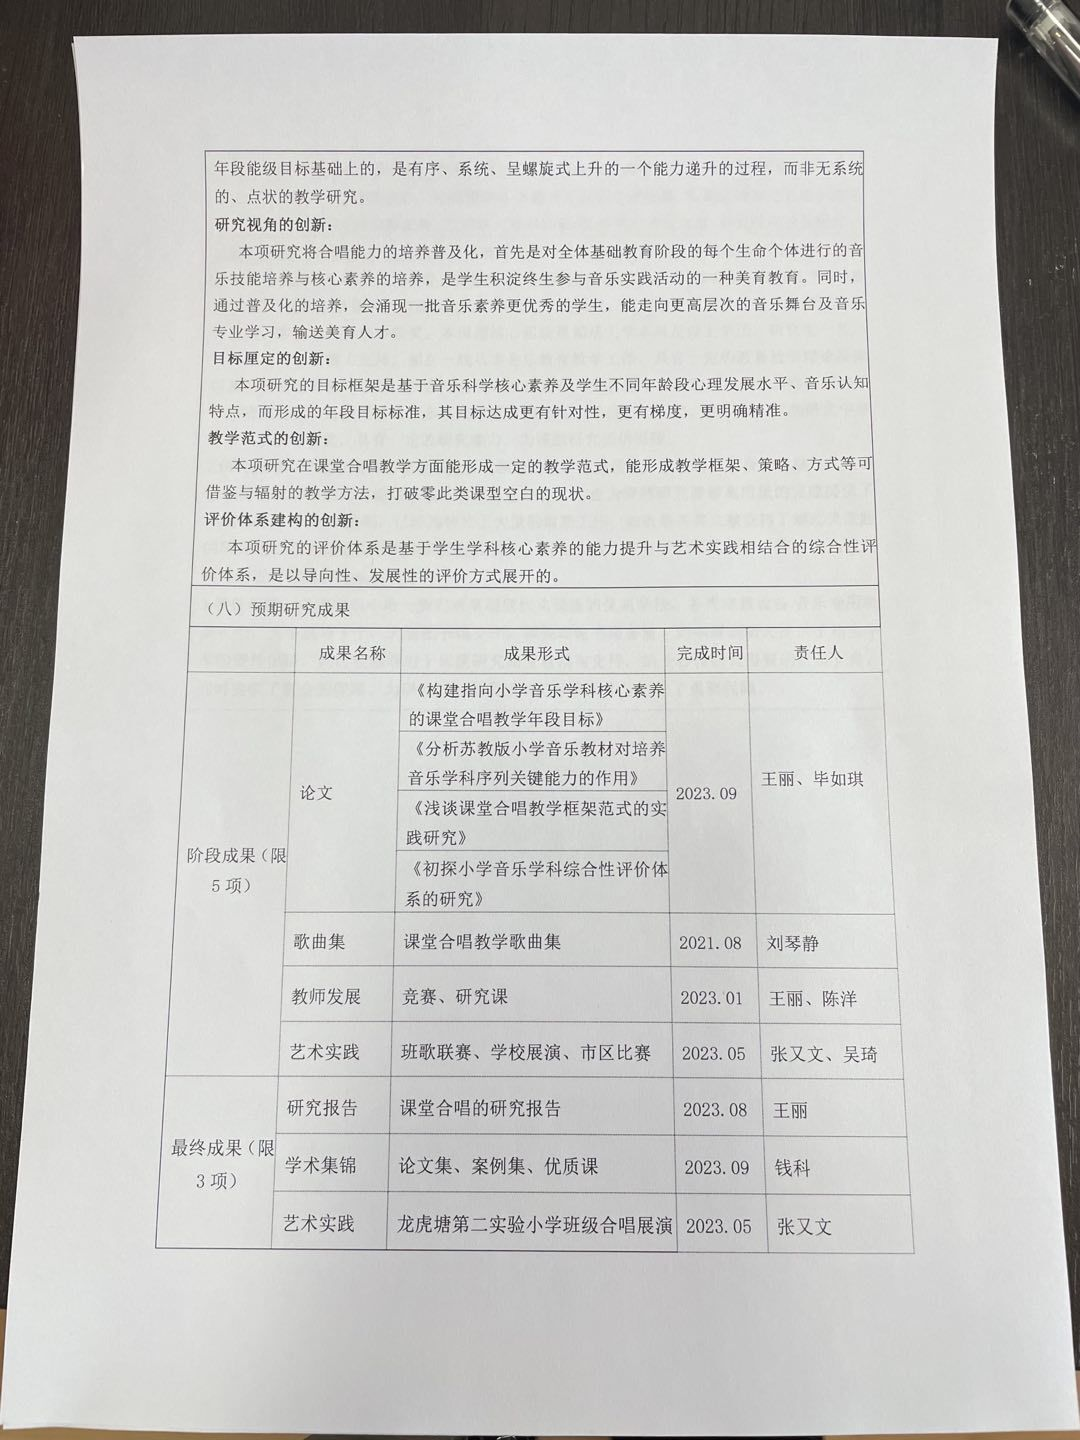 年段能级目标基础上的，是有序、系统、呈螺旋式上升的一个能力递升的过程，而非无系统
的、点状的教学研究。
研究视角的创新：
本项研究将合唱能力的培养普及化，首先是对全体基础教育阶段的每个生命个体进行的音
乐技能培养与核心素养的培养，是学生积淀终生参与音乐实践活动的一种美育教育。同时，
通过普及化的培养，会涌现一批音乐素养更优秀的学生，能走向更高层次的音乐舞台及音乐
专业学习，输送美育人才。
目标厘定的创新：
本项研究的目标框架是基于音乐科学核心素养及学生不同年龄段心理发展水平、音乐认知
特点，而形成的年段目标标准，其目标达成更有针对性，更有梯度，更明确精准。
教学范式的创新：
本项研究在课堂合唱教学方面能形成一定的教学范式，能形成教学框架、策略、方式等可
借鉴与辐射的教学方法，打破零此类课型空白的现状。
评价体系建构的创新：
本项研究的评价体系是基于学生学科核心素养的能力提升与艺术实践相结合的综合性评
价体系，是以导向性、发展性的评价方式展开的。
（八）预期研究成果
成果名称 成果形式 完成时间 责任人
阶段成果（限
5 项）
论文
《构建指向小学音乐学科核心素养
的课堂合唱教学年段目标》
《分析苏教版小学音乐教材对培养
音乐学科序列关键能力的作用》
《浅谈课堂合唱教学框架范式的实
践研究》
《初探小学音乐学科综合性评价体
系的研究》
2023.09 王丽、毕如琪
歌曲集 课堂合唱教学歌曲集 2021.08 刘琴静
教师发展 竞赛、研究课 2023.01 王丽、陈洋
艺术实践 班歌联赛、学校展演、市区比赛 2023.05 张又文、吴琦
最终成果（限
3 项）
研究报告 课堂合唱的研究报告 2023.08 王丽
学术集锦 论文集、案例集、优质课 2023.09 钱科
艺术实践 龙虎塘第二实验小学班级合唱展演 2023.05 张又文